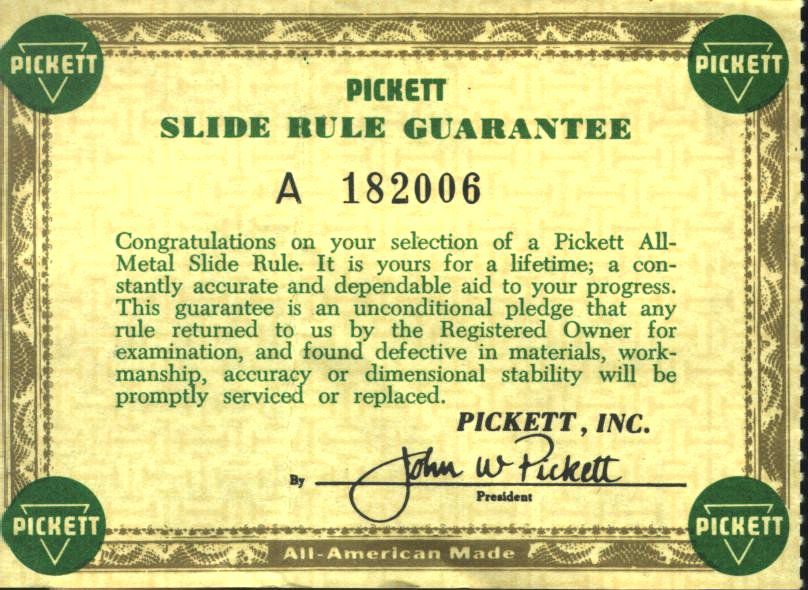 PICKETT
PICKETT
PICKETT
SLIDE RULE GUARANTEE
A 182006
Congratulations on your selection of a Pickett All-
Metal Slide Rule. It is yours for a lifetime; a con-
stantly accurate and dependable aid to your progress.
This guarantee is an unconditional pledge that any
rule returned to us by the Registered Owner for
examination, and found defective in materials, work-
manship, accuracy or dimensional stability will be
promptly serviced or replaced.
PICKETT, INC.
By John W Pickett
President
PICKETT
PICKETT
All-American Made